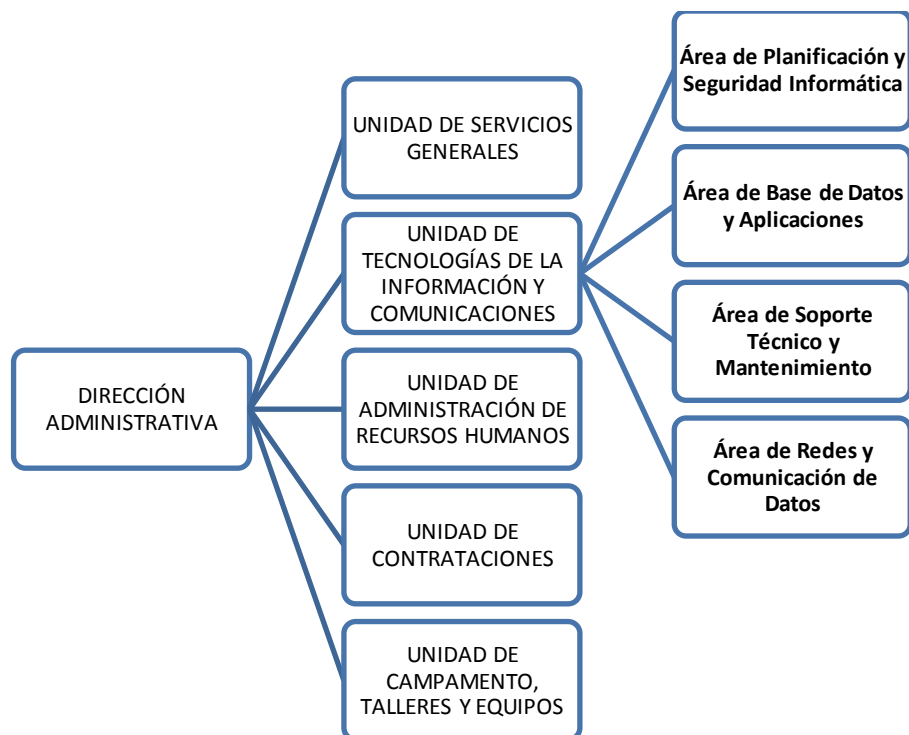 DIRECCIÓN
ADMINISTRATIVA
UNIDAD DE SERVICIOS
GENERALES
UNIDAD DE
TECNOLOGÍAS DE LA
INFORMACIÓN Y
COMUNICACIONES
UNIDAD DE
ADMINISTRACIÓN DE
RECURSOS HUMANOS
UNIDAD DE
CONTRATACIONES
UNIDAD DE
CAMPAMENTO,
TALLERES Y EQUIPOS
Área de Planificación y
Seguridad Informática
Área de Base de Datos
y Aplicaciones
Área de Soporte
Técnico y
Mantenimiento
Área de Redes y
Comunicación de
Datos